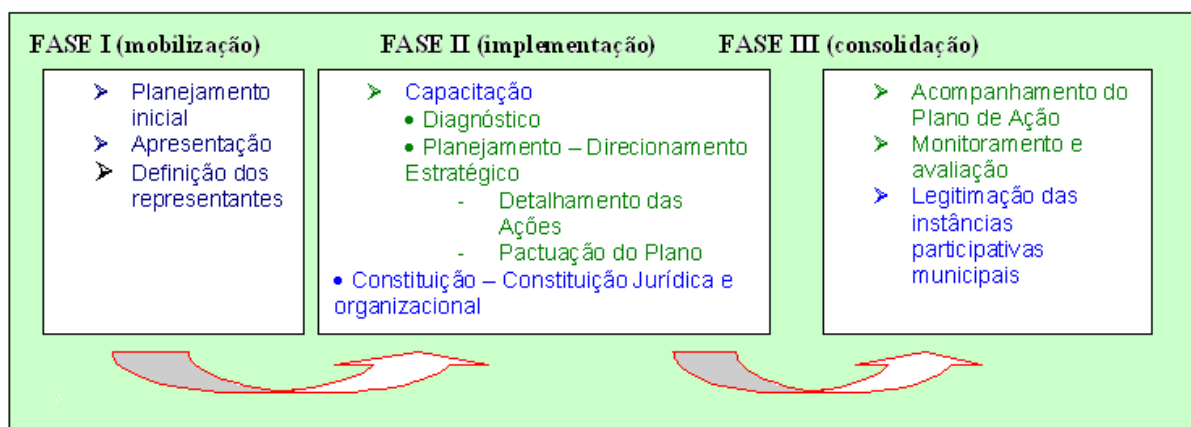 FASE I (mobilização)
➢ Planejamento
inicial
➢ Apresentação
➢ Definição dos
representantes
FASE II (implementação)
➢ Capacitação
• Diagnóstico
• Planejamento – Direcionamento
Estratégico
- Detalhamento das
Ações
- Pactuação do Plano
• Constituição – Constituição Jurídica e
organizacional
FASE III (consolidação)
➢ Acompanhamento do
Plano de Ação
➢ Monitoramento e
avaliação
➢ Legitimação das
instâncias
participativas
municipais